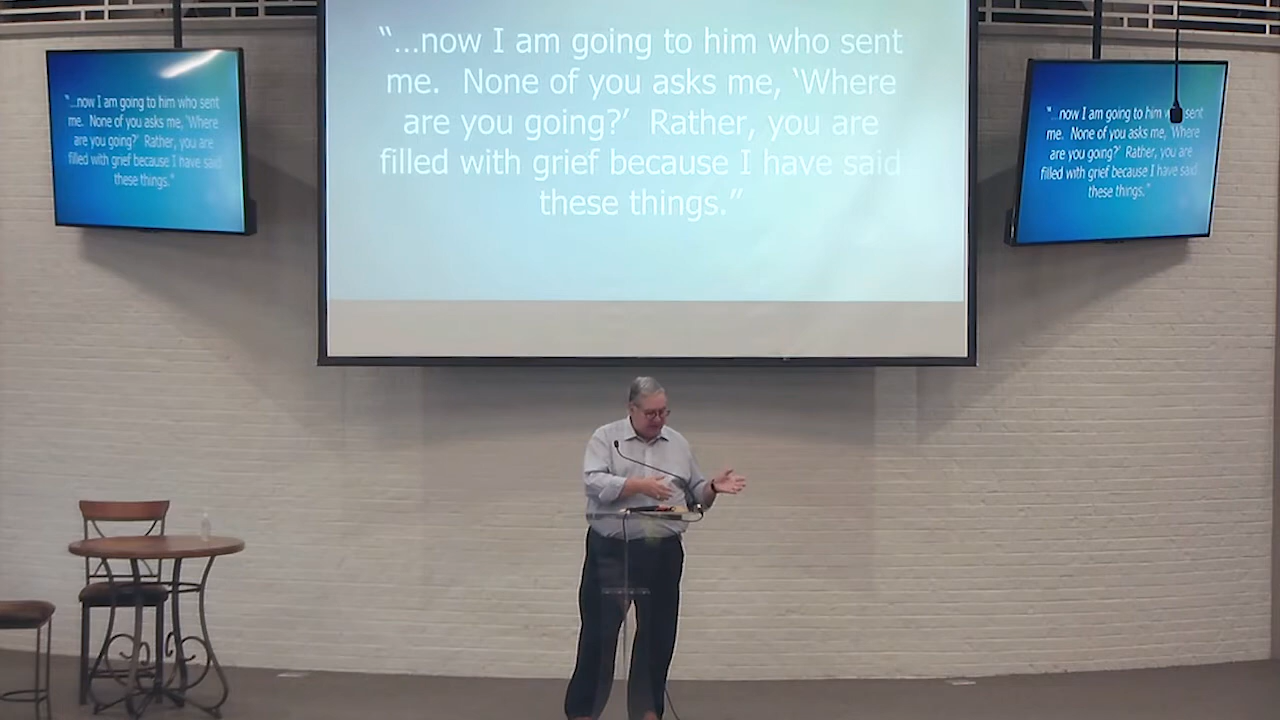 “...now I am going to him who sent
me.  None of you asks me, ‘Where
are you going?’  Rather, you are
filled with grief because I have said
these things.”
“...now I am going to him who sent
me.  None of you asks me, ‘Where
are you going?’  Rather, you are
filled with grief because I have said
these things.”
“...now I am going to him who sent
me.  None of you asks me, ‘Where
are you going?’  Rather, you are
filled with grief because I have said
these things.”